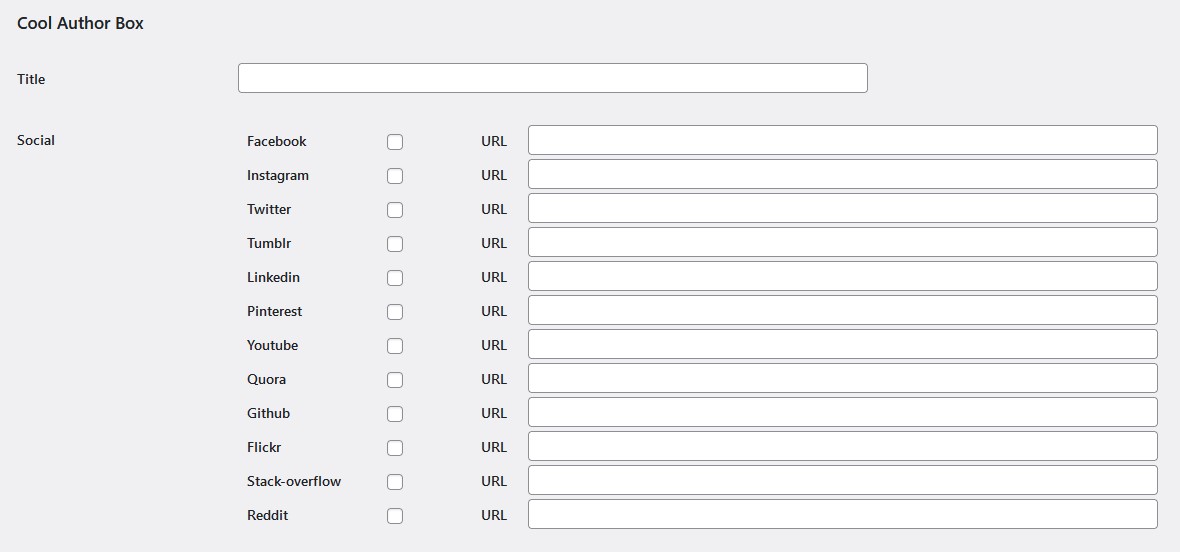 Cool Author Box
Title
Social
Facebook URL
Instagram URL
Twitter URL
Tumblr URL
Linkedin URL
Pinterest URL
Youtube URL
Quora URL
Github URL
Flickr URL
Stack-overflow URL
Reddit URL